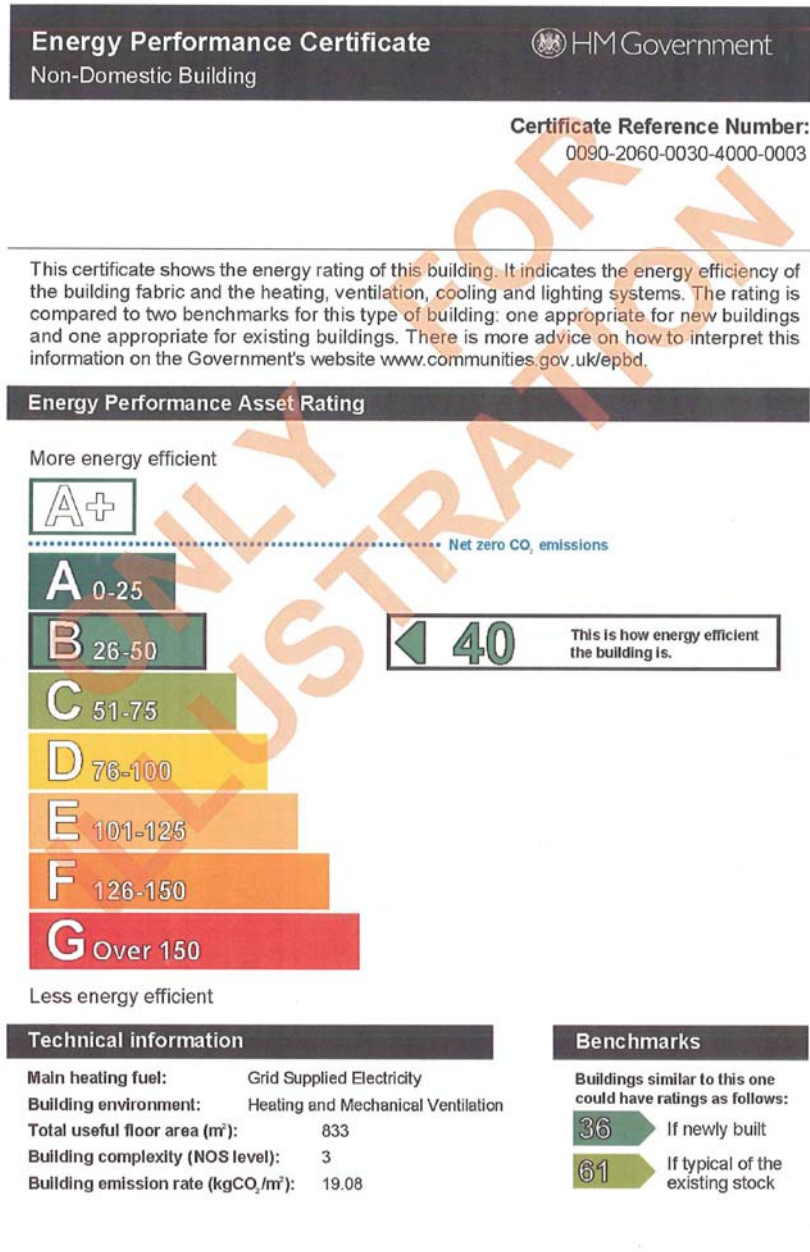 Energy Performance Certificate
HM Government
Non-Domestic Building
Certificate Reference Number:
0090-2060-0030-4000-0003
This certificate shows the energy rating of this building. It indicates the energy efficiency of
the building fabric and the heating, ventilation, cooling and lighting systems. The rating is
compared to two benchmarks for this type of building: one appropriate for new buildings
and one appropriate for existing buildings. There is more advice on how to interpret this
information on the Government's website www.communities.gov.uk/epbd.
Energy Performance Asset Rating
More energy efficient
A+
Net zero CO₂ emissions
A 0-25
B 26-50
40
This is how energy efficient
the building is.
C 51-75
D 76-100
E 101-125
F 126-150
G Over 150
Less energy efficient
Technical information
Main heating fuel: Grid Supplied Electricity
Building environment: Heating and Mechanical Ventilation
Total useful floor area (m²): 833
Building complexity (NOS level): 3
Building emission rate (kgCO₂/m²): 19.08
Benchmarks
Buildings similar to this one
could have ratings as follows:
36 If newly built
61 If typical of the
existing stock
ONLY FOR
ILLUSTRATION